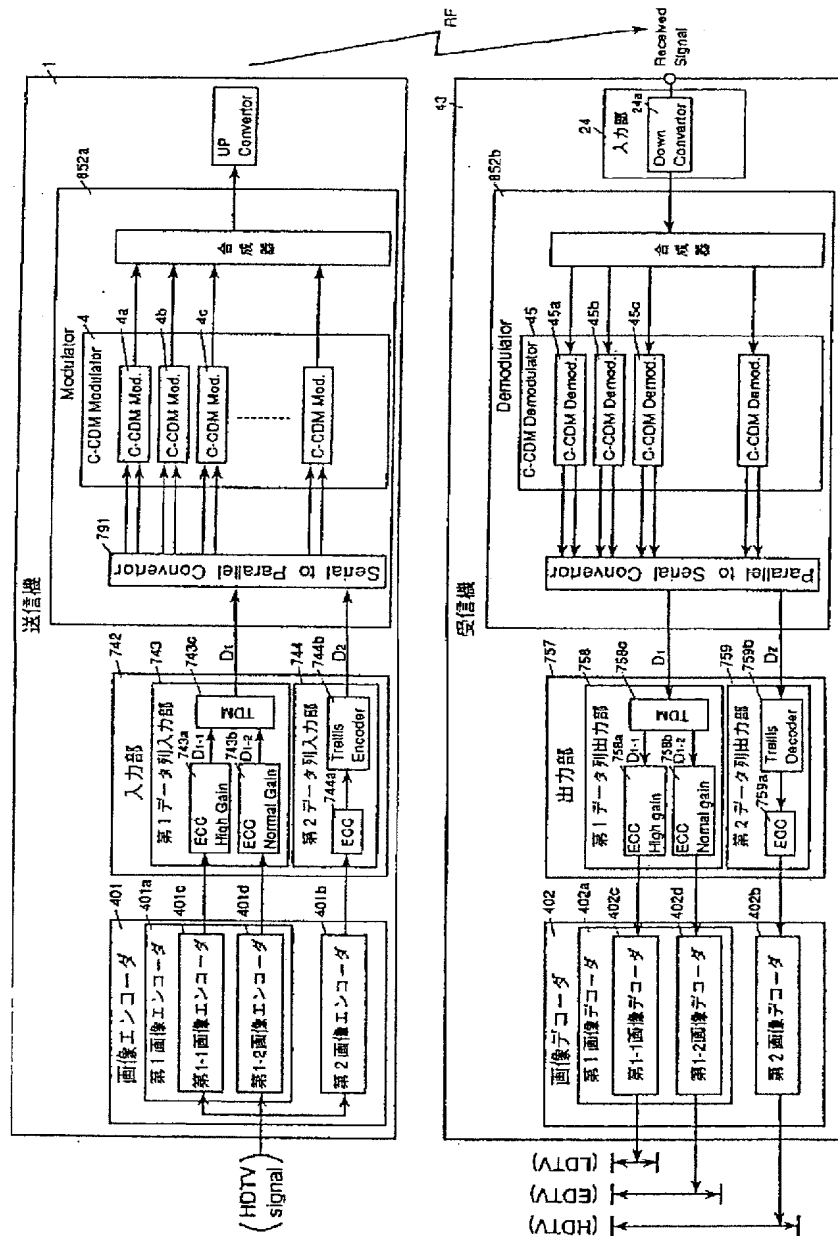 送信機
1
(HDTV signal)
画像エンコーダ
401
第1画像エンコーダ
401a
第1-1画像エンコーダ
401c
第1-2画像エンコーダ
401d
第2画像エンコーダ
401b
入力部
742
第1データ列入力部
743
743a
ECC High Gain
D1-1
743b
ECC Normal Gain
D1-2
743c
TDM
第2データ列入力部
744
744a
ECC
744b
Trellis Encoder
D1
D2
Modulator
852a
791
Serial to Parallel Convertor
C-CDM Modulator
4
4a
C-CDM Mod.
4b
C-CDM Mod.
4c
C-CDM Mod.
C-CDM Mod.
合成器
UP Convertor
RF
受信機
43
Received Signal
24
入力部
24a
Down Convertor
Demodulator
852b
合成器
C-CDM Demodulator
45
45a
C-CDM Demod.
45b
C-CDM Demod.
45c
C-CDM Demod.
C-CDM Demod.
Parallel to Serial Convertor
D1
D2
出力部
757
第1データ列出力部
758
758c
TDM
758a
D1-1
ECC High gain
758b
D1-2
ECC Normal gain
第2データ列出力部
759
759b
Trellis Decoder
759a
ECC
画像デコーダ
402
第1画像デコーダ
402a
第1-1画像デコーダ
402c
第1-2画像デコーダ
402d
第2画像デコーダ
402b
(LDTV)
(EDTV)
(HDTV)